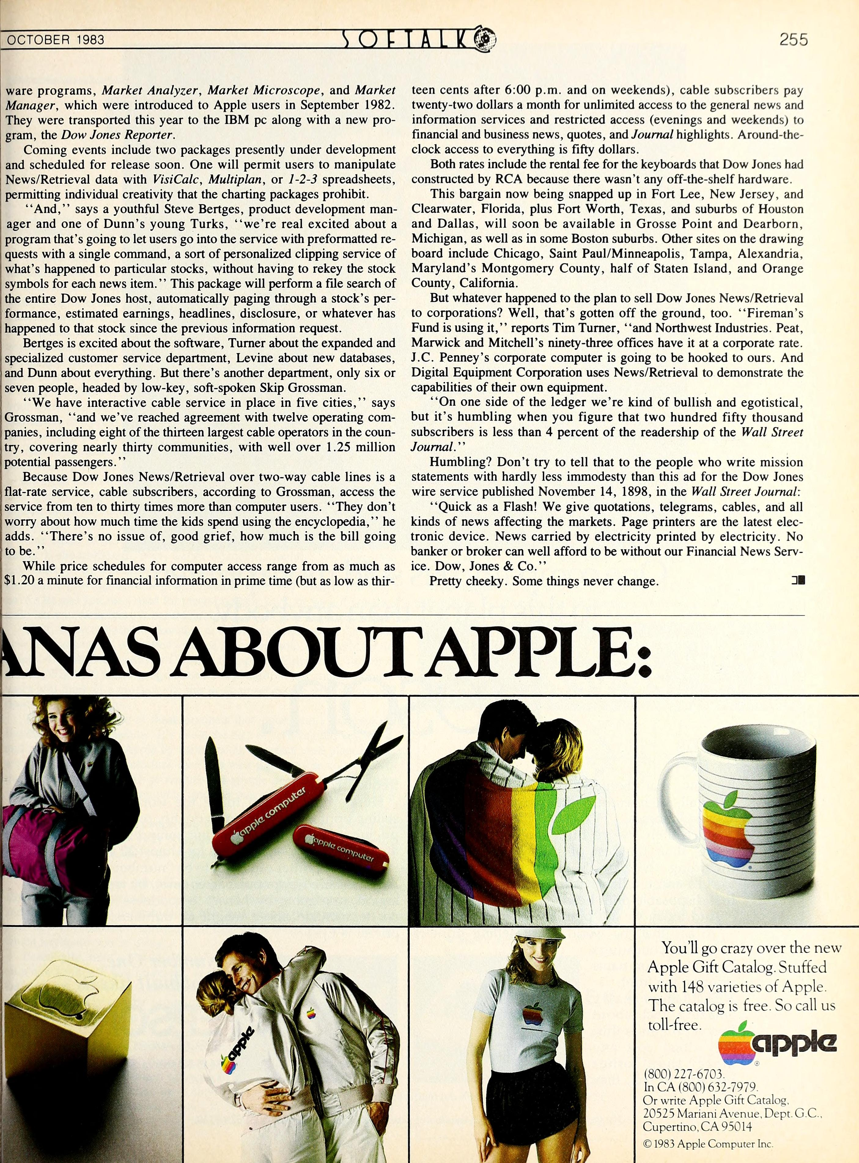 OCTOBER 1983
SOFTALK
255
ware programs, Market Analyzer, Market Microscope, and Market
Manager, which were introduced to Apple users in September 1982.
They were transported this year to the IBM pc along with a new pro-
gram, the Dow Jones Reporter.
Coming events include two packages presently under development
and scheduled for release soon. One will permit users to manipulate
News/Retrieval data with VisiCalc, Multiplan, or 1-2-3 spreadsheets,
permitting individual creativity that the charting packages prohibit.
"And," says a youthful Steve Bertges, product development man-
ager and one of Dunn's young Turks, "we're real excited about a
program that's going to let users go into the service with preformatted re-
quests with a single command, a sort of personalized clipping service of
what's happened to particular stocks, without having to rekey the stock
symbols for each news item." This package will perform a file search of
the entire Dow Jones host, automatically paging through a stock's per-
formance, estimated earnings, headlines, disclosure, or whatever has
happened to that stock since the previous information request.
Bertges is excited about the software, Turner about the expanded and
specialized customer service department, Levine about new databases,
and Dunn about everything. But there's another department, only six or
seven people, headed by low-key, soft-spoken Skip Grossman.
"We have interactive cable service in place in five cities," says
Grossman, "and we've reached agreement with twelve operating com-
panies, including eight of the thirteen largest cable operators in the coun-
try, covering nearly thirty communities, with well over 1.25 million
potential passengers."
Because Dow Jones News/Retrieval over two-way cable lines is a
flat-rate service, cable subscribers, according to Grossman, access the
service from ten to thirty times more than computer users. "They don't
worry about how much time the kids spend using the encyclopedia," he
adds. "There's no issue of, good grief, how much is the bill going
to be."
While price schedules for computer access range from as much as
$1.20 a minute for financial information in prime time (but as low as thir-
teen cents after 6:00 p.m. and on weekends), cable subscribers pay
twenty-two dollars a month for unlimited access to the general news and
information services and restricted access (evenings and weekends) to
financial and business news, quotes, and Journal highlights. Around-the-
clock access to everything is fifty dollars.
Both rates include the rental fee for the keyboards that Dow Jones had
constructed by RCA because there wasn't any off-the-shelf hardware.
This bargain now being snapped up in Fort Lee, New Jersey, and
Clearwater, Florida, plus Fort Worth, Texas, and suburbs of Houston
and Dallas, will soon be available in Grosse Point and Dearborn,
Michigan, as well as in some Boston suburbs. Other sites on the drawing
board include Chicago, Saint Paul/Minneapolis, Tampa, Alexandria,
Maryland's Montgomery County, half of Staten Island, and Orange
County, California.
But whatever happened to the plan to sell Dow Jones News/Retrieval
to corporations? Well, that's gotten off the ground, too. "Fireman's
Fund is using it," reports Tim Turner, "and Northwest Industries. Peat,
Marwick and Mitchell's ninety-three offices have it at a corporate rate.
J.C. Penney's corporate computer is going to be hooked to ours. And
Digital Equipment Corporation uses News/Retrieval to demonstrate the
capabilities of their own equipment.
"On one side of the ledger we're kind of bullish and egotistical,
but it's humbling when you figure that two hundred fifty thousand
subscribers is less than 4 percent of the readership of the Wall Street
Journal."
Humbling? Don't try to tell that to the people who write mission
statements with hardly less immodesty than this ad for the Dow Jones
wire service published November 14, 1898, in the Wall Street Journal:
"Quick as a Flash! We give quotations, telegrams, cables, and all
kinds of news affecting the markets. Page printers are the latest elec-
tronic device. News carried by electricity printed by electricity. No
banker or broker can well afford to be without our Financial News Serv-
ice. Dow, Jones & Co."
Pretty cheeky. Some things never change.
ANAS ABOUT APPLE:
apple computer
apple computer
apple
You'll go crazy over the new
Apple Gift Catalog. Stuffed
with 148 varieties of Apple.
The catalog is free. So call us
toll-free.
apple
(800) 227-6703.
In CA (800) 632-7979.
Or write Apple Gift Catalog,
20525 Mariani Avenue, Dept. G.C.,
Cupertino, CA 95014
© 1983 Apple Computer Inc.